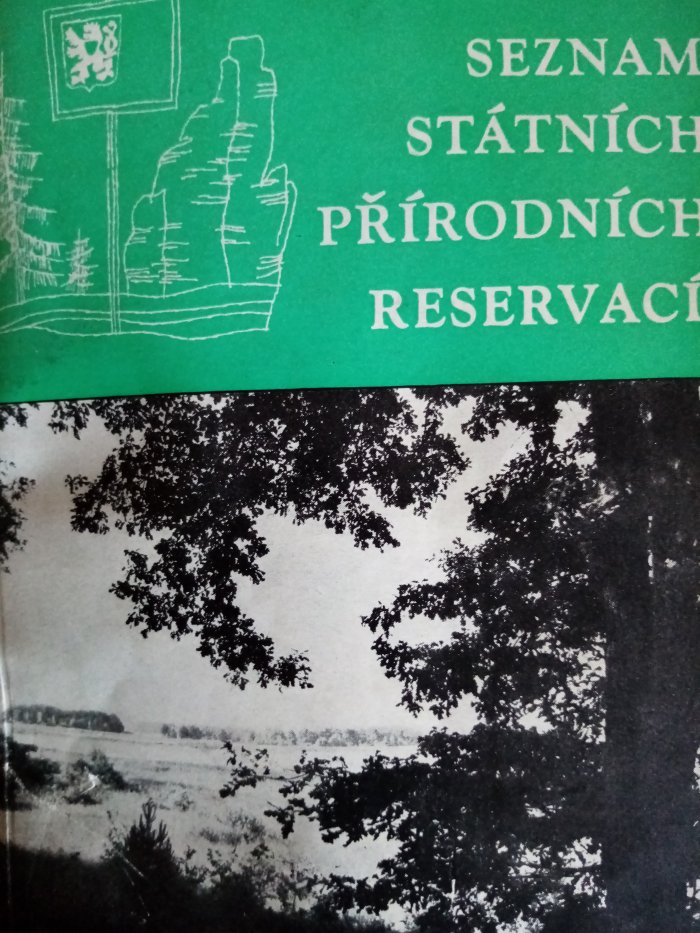 SEZNAM
STÁTNÍCH
PŘÍRODNÍCH
RESERVACÍ